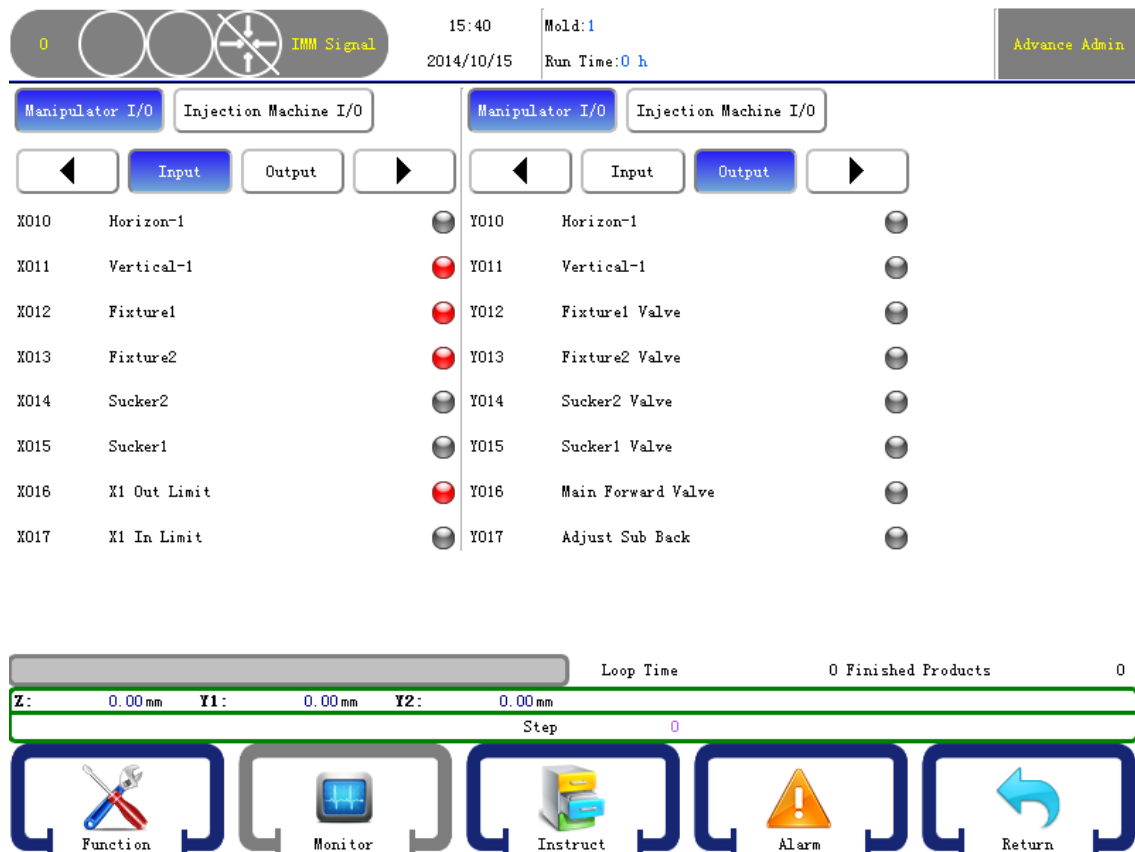 0 IMM Signal 15:40 Mold:1 Advance Admin
2014/10/15 Run Time:0 h
Manipulator I/O Injection Machine I/O Manipulator I/O Injection Machine I/O
Input Output Input Output
X010 Horizon-1 Y010 Horizon-1
X011 Vertical-1 Y011 Vertical-1
X012 Fixture1 Y012 Fixture1 Valve
X013 Fixture2 Y013 Fixture2 Valve
X014 Sucker2 Y014 Sucker2 Valve
X015 Sucker1 Y015 Sucker1 Valve
X016 X1 Out Limit Y016 Main Forward Valve
X017 X1 In Limit Y017 Adjust Sub Back
Loop Time 0 Finished Products 0
Z: 0.00mm Y1: 0.00mm Y2: 0.00mm
Step 0
Function Monitor Instruct Alarm Return